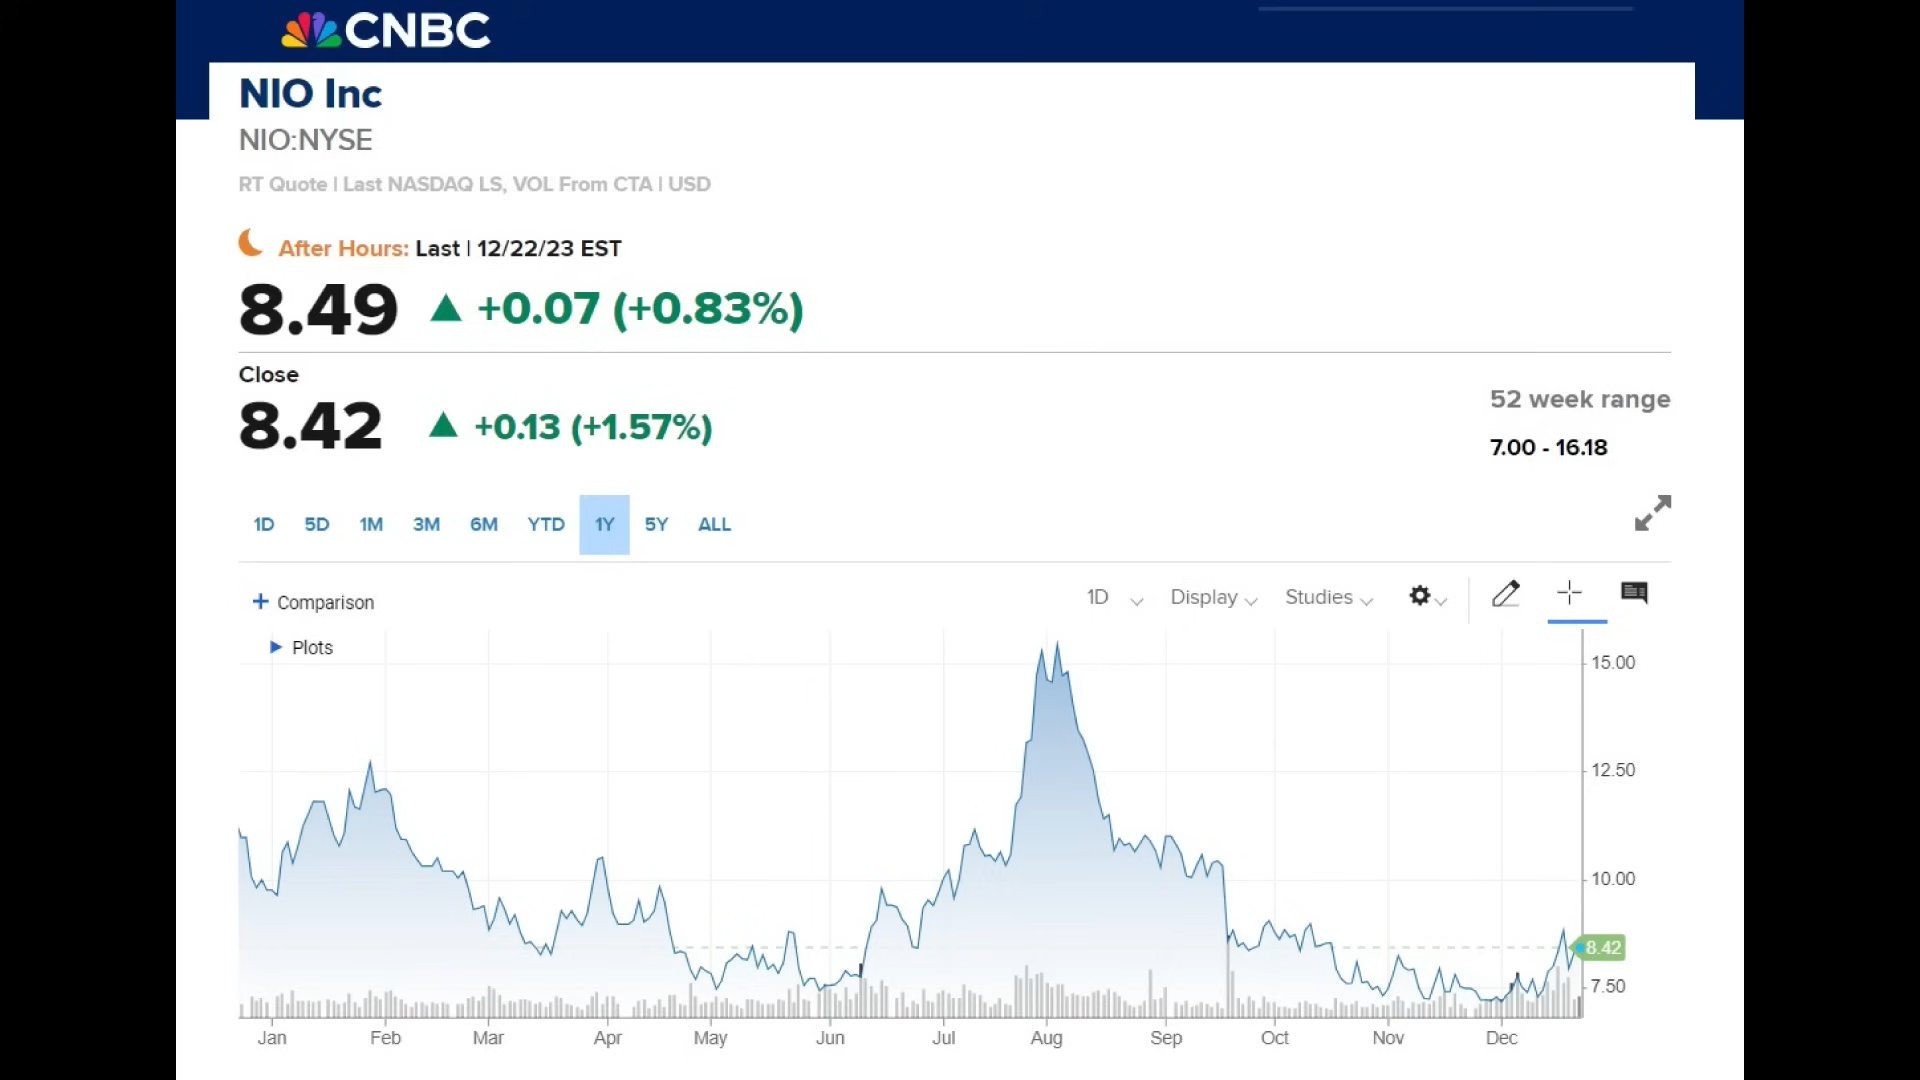 CNBC
NIO Inc
NIO:NYSE
RT Quote | Last NASDAQ LS, VOL From CTA | USD
After Hours: Last | 12/22/23 EST
8.49 ▲ +0.07 (+0.83%)
Close
8.42 ▲ +0.13 (+1.57%)
52 week range
7.00 - 16.18
1D 5D 1M 3M 6M YTD 1Y 5Y ALL
+ Comparison
1D Display Studies
Plots
15.00
12.50
10.00
8.42
7.50
Jan Feb Mar Apr May Jun Jul Aug Sep Oct Nov Dec